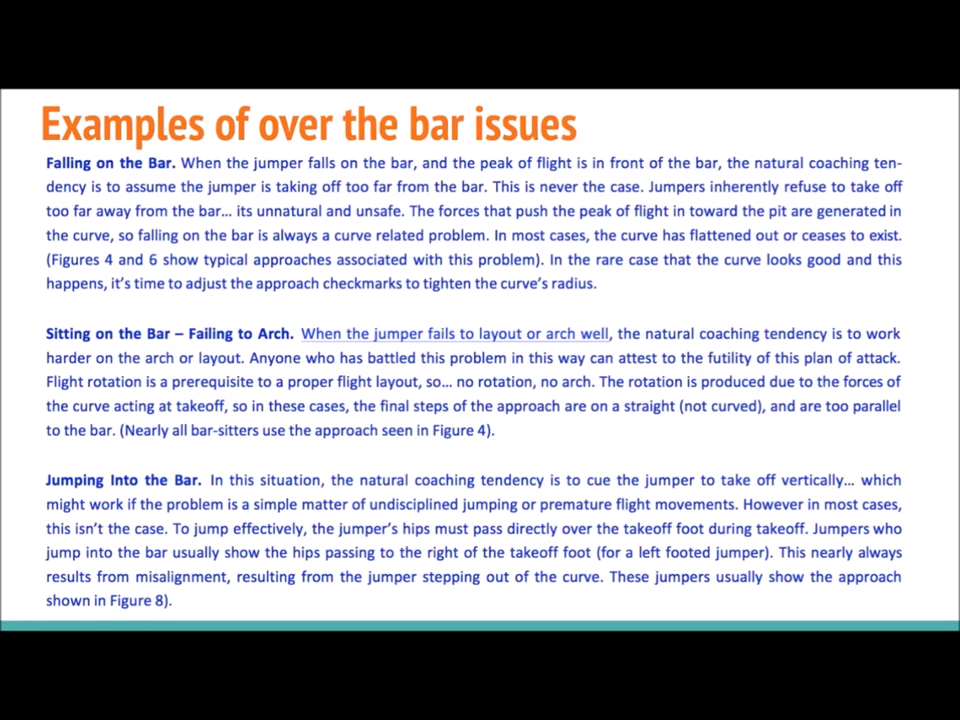 Examples of over the bar issues
Falling on the Bar. When the jumper falls on the bar, and the peak of flight is in front of the bar, the natural coaching ten-
dency is to assume the jumper is taking off too far from the bar. This is never the case. Jumpers inherently refuse to take off
too far away from the bar... its unnatural and unsafe. The forces that push the peak of flight in toward the pit are generated in
the curve, so falling on the bar is always a curve related problem. In most cases, the curve has flattened out or ceases to exist.
(Figures 4 and 6 show typical approaches associated with this problem). In the rare case that the curve looks good and this
happens, it's time to adjust the approach checkmarks to tighten the curve's radius.
Sitting on the Bar – Failing to Arch. When the jumper fails to layout or arch well, the natural coaching tendency is to work
harder on the arch or layout. Anyone who has battled this problem in this way can attest to the futility of this plan of attack.
Flight rotation is a prerequisite to a proper flight layout, so... no rotation, no arch. The rotation is produced due to the forces of
the curve acting at takeoff, so in these cases, the final steps of the approach are on a straight (not curved), and are too parallel
to the bar. (Nearly all bar-sitters use the approach seen in Figure 4).
Jumping Into the Bar. In this situation, the natural coaching tendency is to cue the jumper to take off vertically... which
might work if the problem is a simple matter of undisciplined jumping or premature flight movements. However in most cases,
this isn't the case. To jump effectively, the jumper's hips must pass directly over the takeoff foot during takeoff. Jumpers who
jump into the bar usually show the hips passing to the right of the takeoff foot (for a left footed jumper). This nearly always
results from misalignment, resulting from the jumper stepping out of the curve. These jumpers usually show the approach
shown in Figure 8).